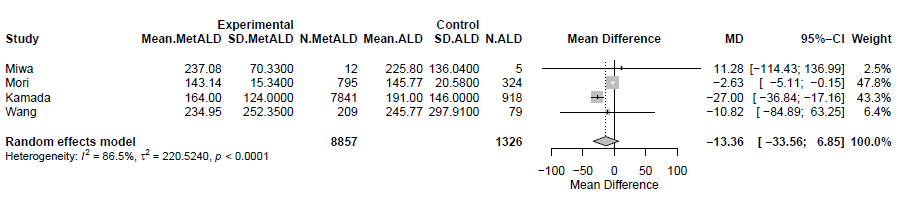 Experimental Control
Study Mean.MetALD SD.MetALD N.MetALD Mean.ALD SD.ALD N.ALD Mean Difference MD 95%−CI Weight
Miwa 237.08 70.3300 12 225.80 136.0400 5 11.28 [−114.43; 136.99] 2.5%
Mori 143.14 15.3400 795 145.77 20.5800 324 −2.63 [ −5.11; −0.15] 47.8%
Kamada 164.00 124.0000 7841 191.00 146.0000 918 −27.00 [ −36.84; −17.16] 43.3%
Wang 234.95 252.3500 209 245.77 297.9100 79 −10.82 [ −84.89; 63.25] 6.4%
Random effects model 8857 1326 −13.36 [ −33.56; 6.85] 100.0%
Heterogeneity: I² = 86.5%, τ² = 220.5240, p < 0.0001
−100 −50 0 50 100
Mean Difference